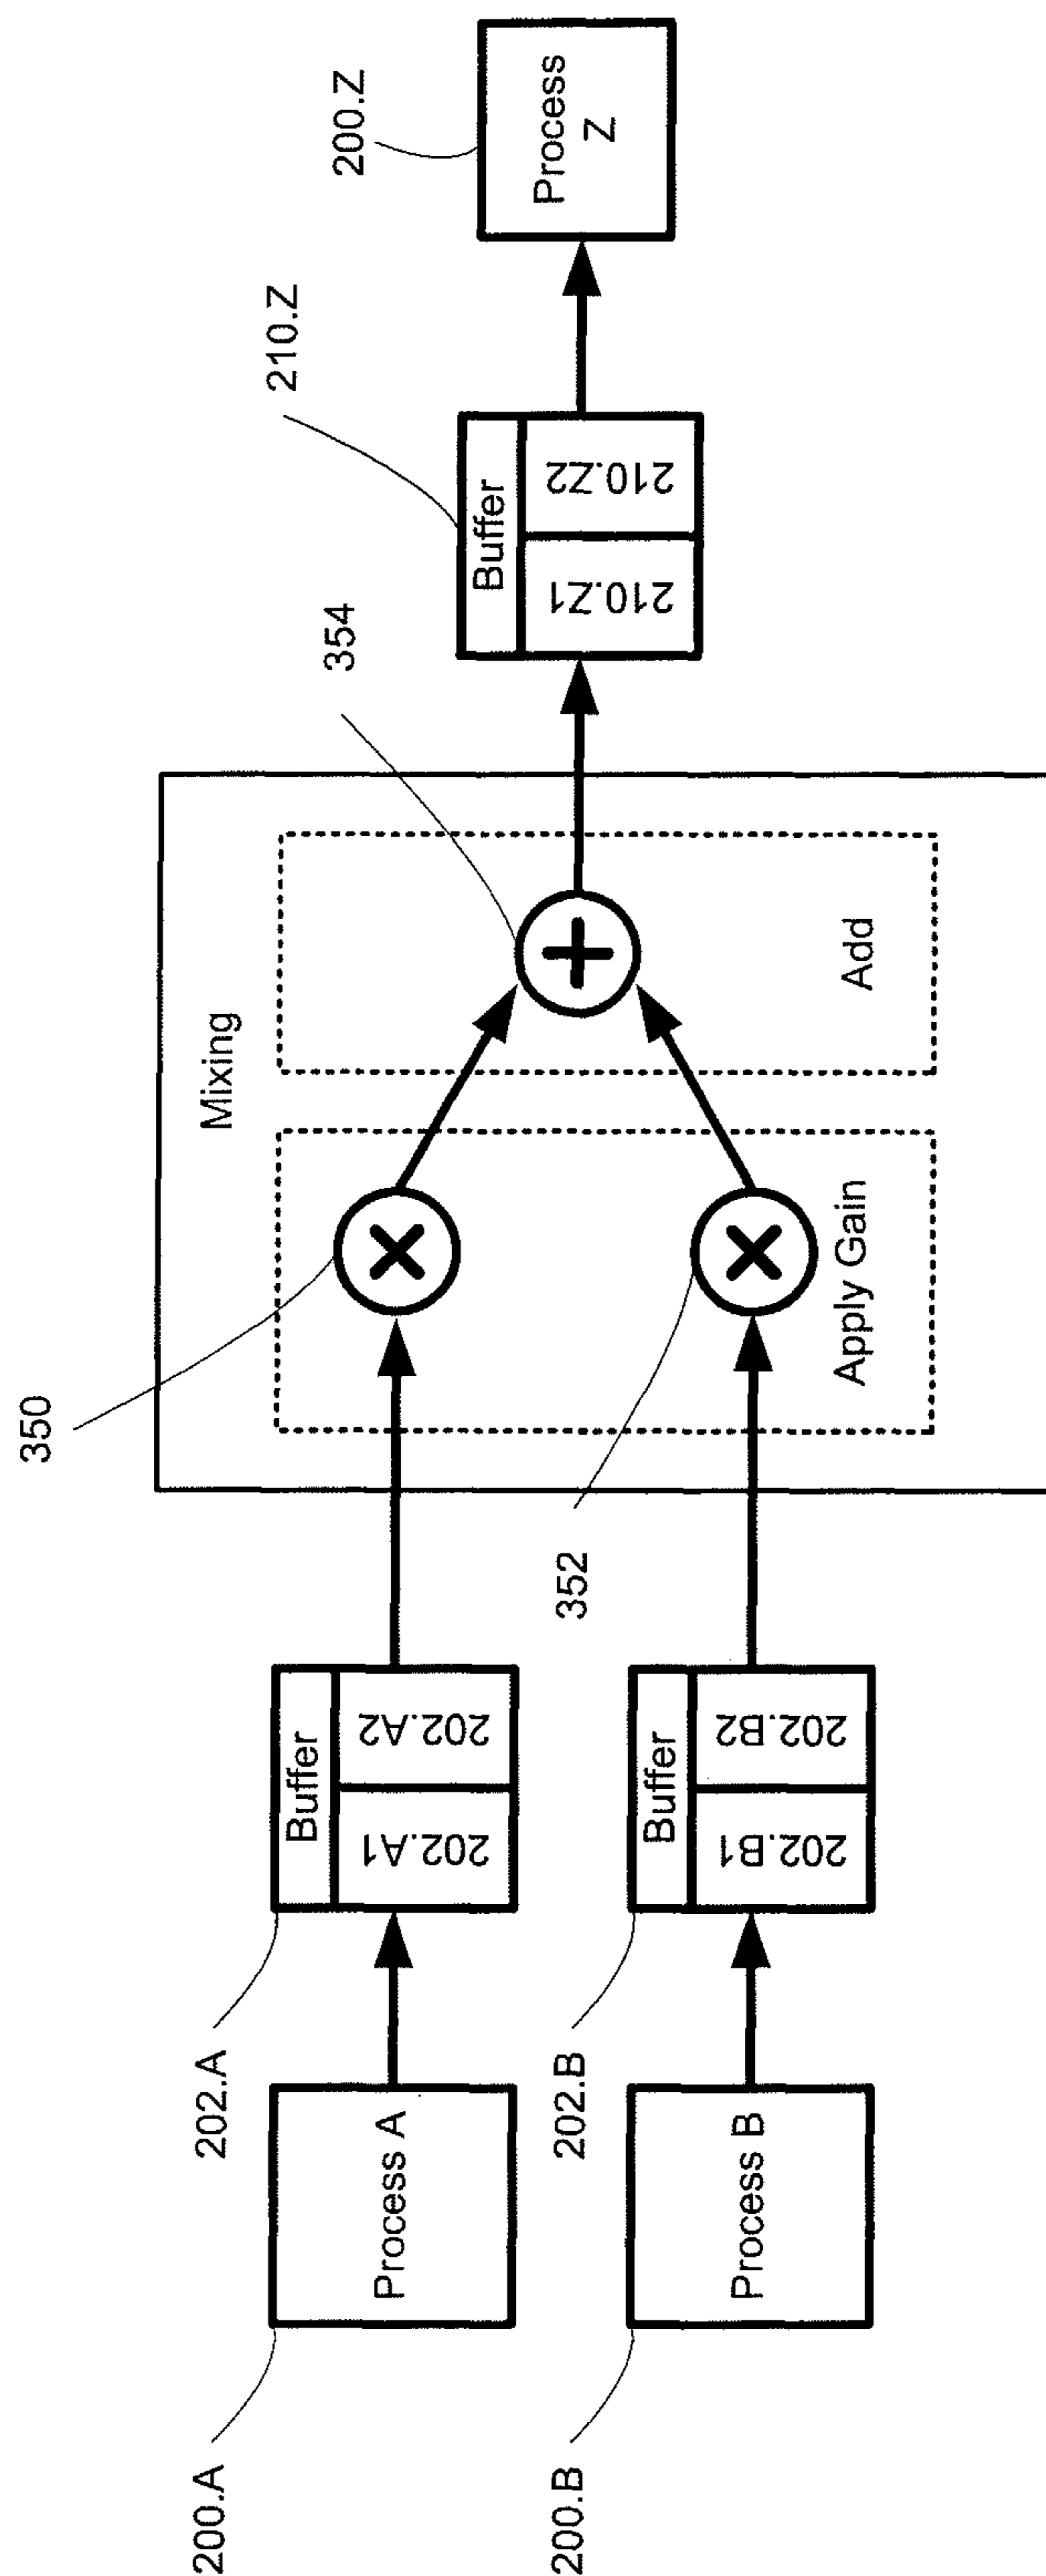 200.A
Process A
202.A
Buffer
202.A1
202.A2
200.B
Process B
202.B
Buffer
202.B1
202.B2
350
352
Mixing
Apply Gain
Add
354
Buffer
210.Z1
210.Z2
210.Z
Process
Z
200.Z